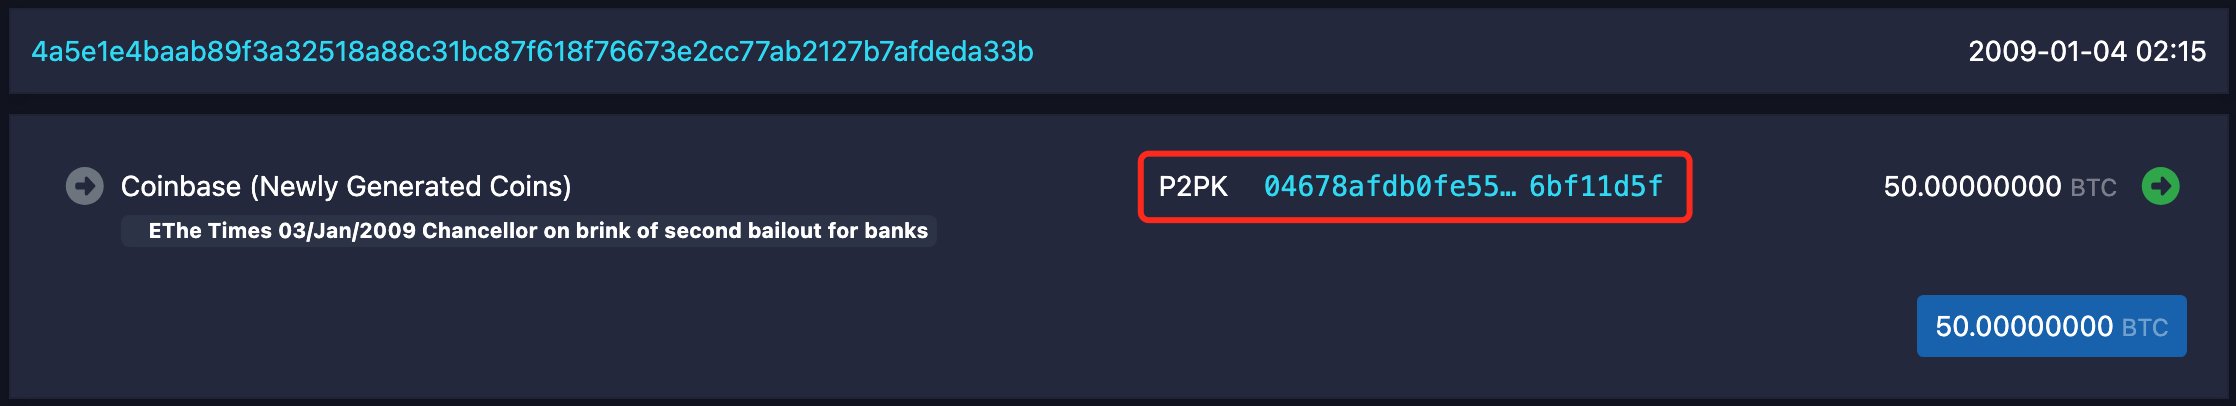 4a5e1e4baab89f3a32518a88c31bc87f618f76673e2cc77ab2127b7afdeda33b 2009-01-04 02:15
Coinbase (Newly Generated Coins) P2PK 04678afdb0fe55… 6bf11d5f 50.00000000 BTC
EThe Times 03/Jan/2009 Chancellor on brink of second bailout for banks
50.00000000 BTC